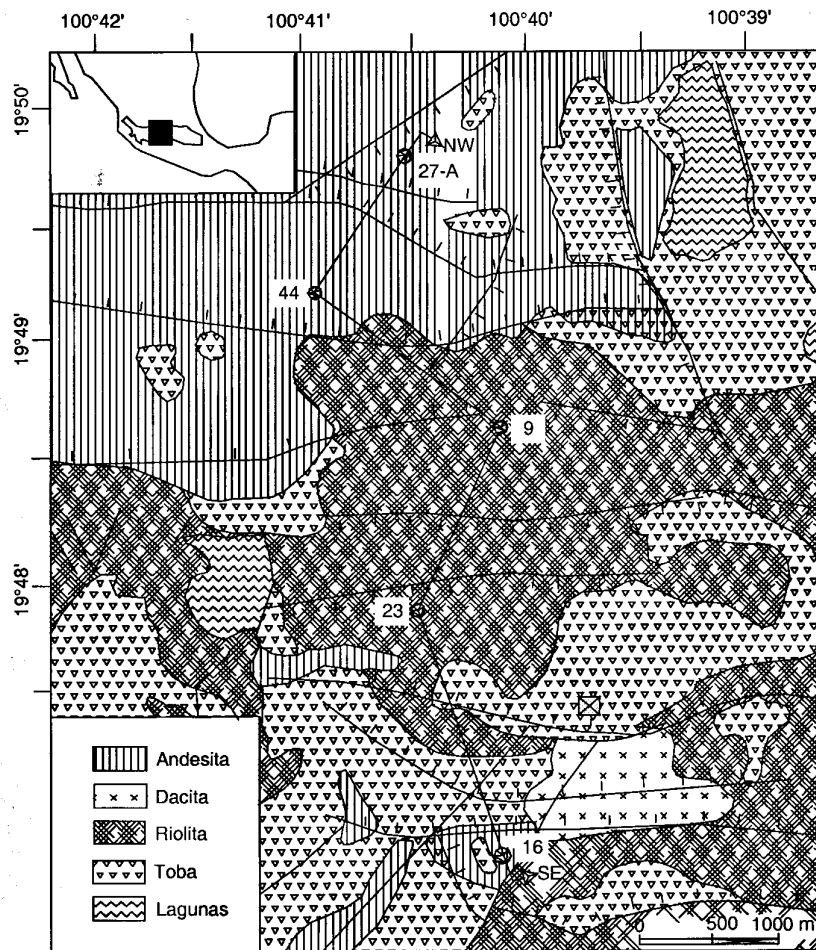 100°42' 100°41' 100°40' 100°39'
19°50'
19°49'
19°48'
NW
27-A
44
9
23
16
SE
Andesita
Dacita
Riolita
Toba
Lagunas
0 500 1000 m